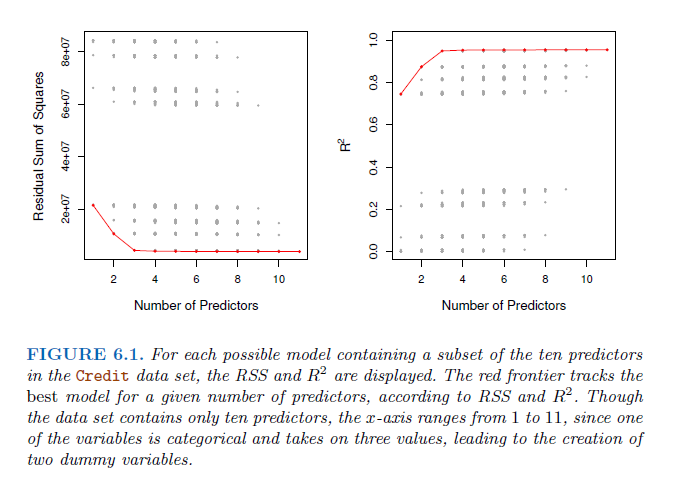 Residual Sum of Squares
8e+07
6e+07
4e+07
2e+07
2 4 6 8 10
Number of Predictors
R²
1.0
0.8
0.6
0.4
0.2
0.0
2 4 6 8 10
Number of Predictors
FIGURE 6.1. For each possible model containing a subset of the ten predictors
in the Credit data set, the RSS and R² are displayed. The red frontier tracks the
best model for a given number of predictors, according to RSS and R². Though
the data set contains only ten predictors, the x-axis ranges from 1 to 11, since one
of the variables is categorical and takes on three values, leading to the creation of
two dummy variables.